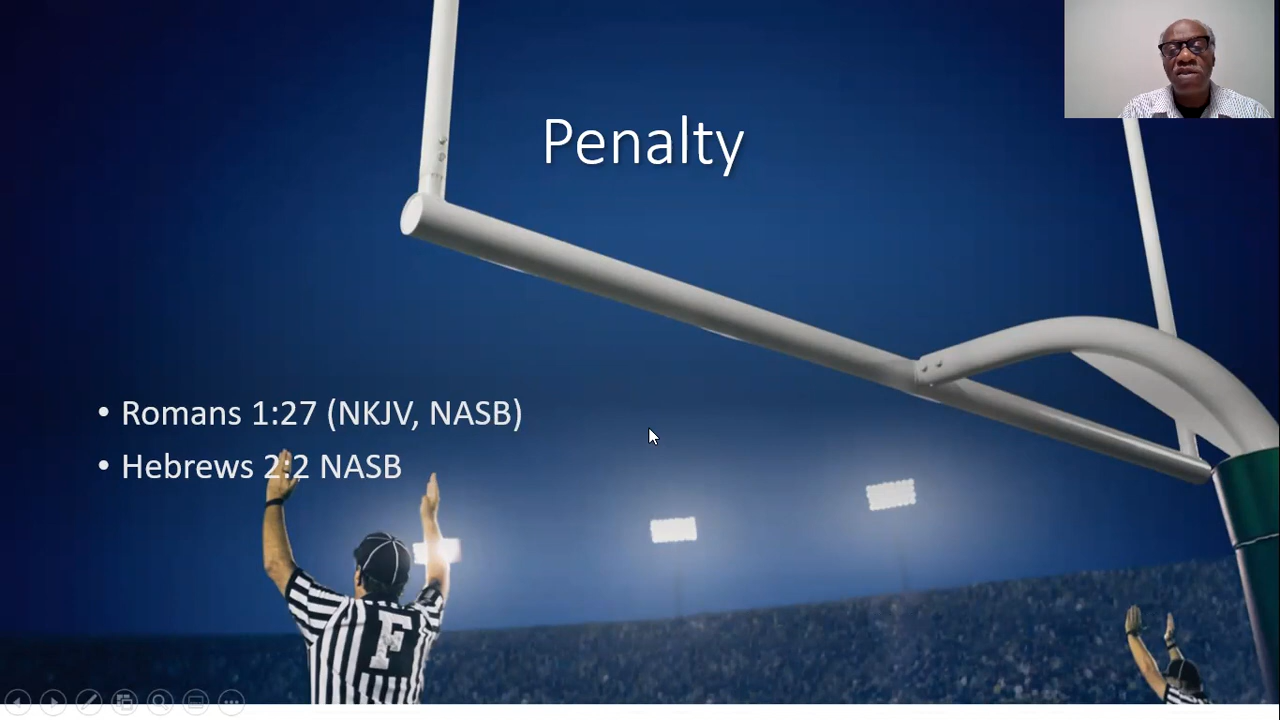 Penalty
• Romans 1:27 (NKJV, NASB)
• Hebrews 2:2 NASB
F